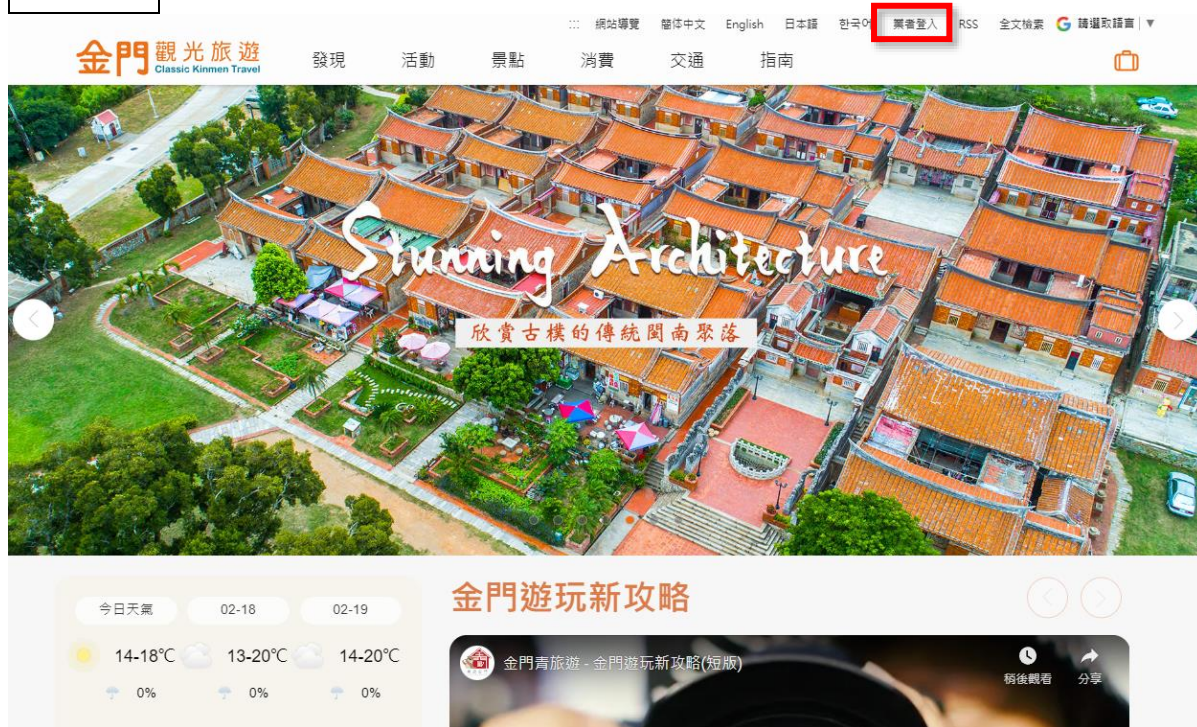 ::: 網站導覽 簡体中文 English 日本語 한국어 業者登入 RSS 全文檢索 G 請選取語言 ▼
金門觀光旅遊
Classic Kinmen Travel
發現 活動 景點 消費 交通 指南
Stunning Architecture
欣賞古樸的傳統閩南聚落
金門遊玩新攻略
今日天氣 02-18 02-19
14-18°C 13-20°C 14-20°C
0% 0% 0%
金門青旅遊 - 金門遊玩新攻略(短版)
稍後觀看 分享